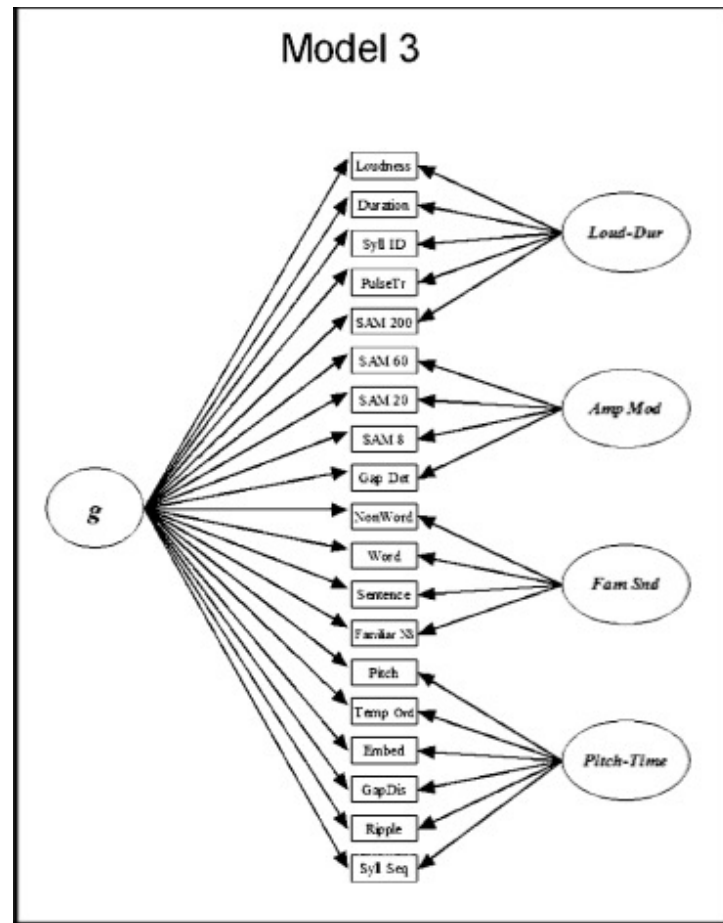 Model 3
Loudness
Duration
Syll ID
PulseTr
SAM 200
SAM 60
SAM 20
SAM 8
Gap Det
NonWord
Word
Sentence
Familiar NS
Pitch
Temp Ord
Embed
GapDis
Ripple
Syll Seq
g
Loud-Dur
Amp Mod
Fam Snd
Pitch-Time